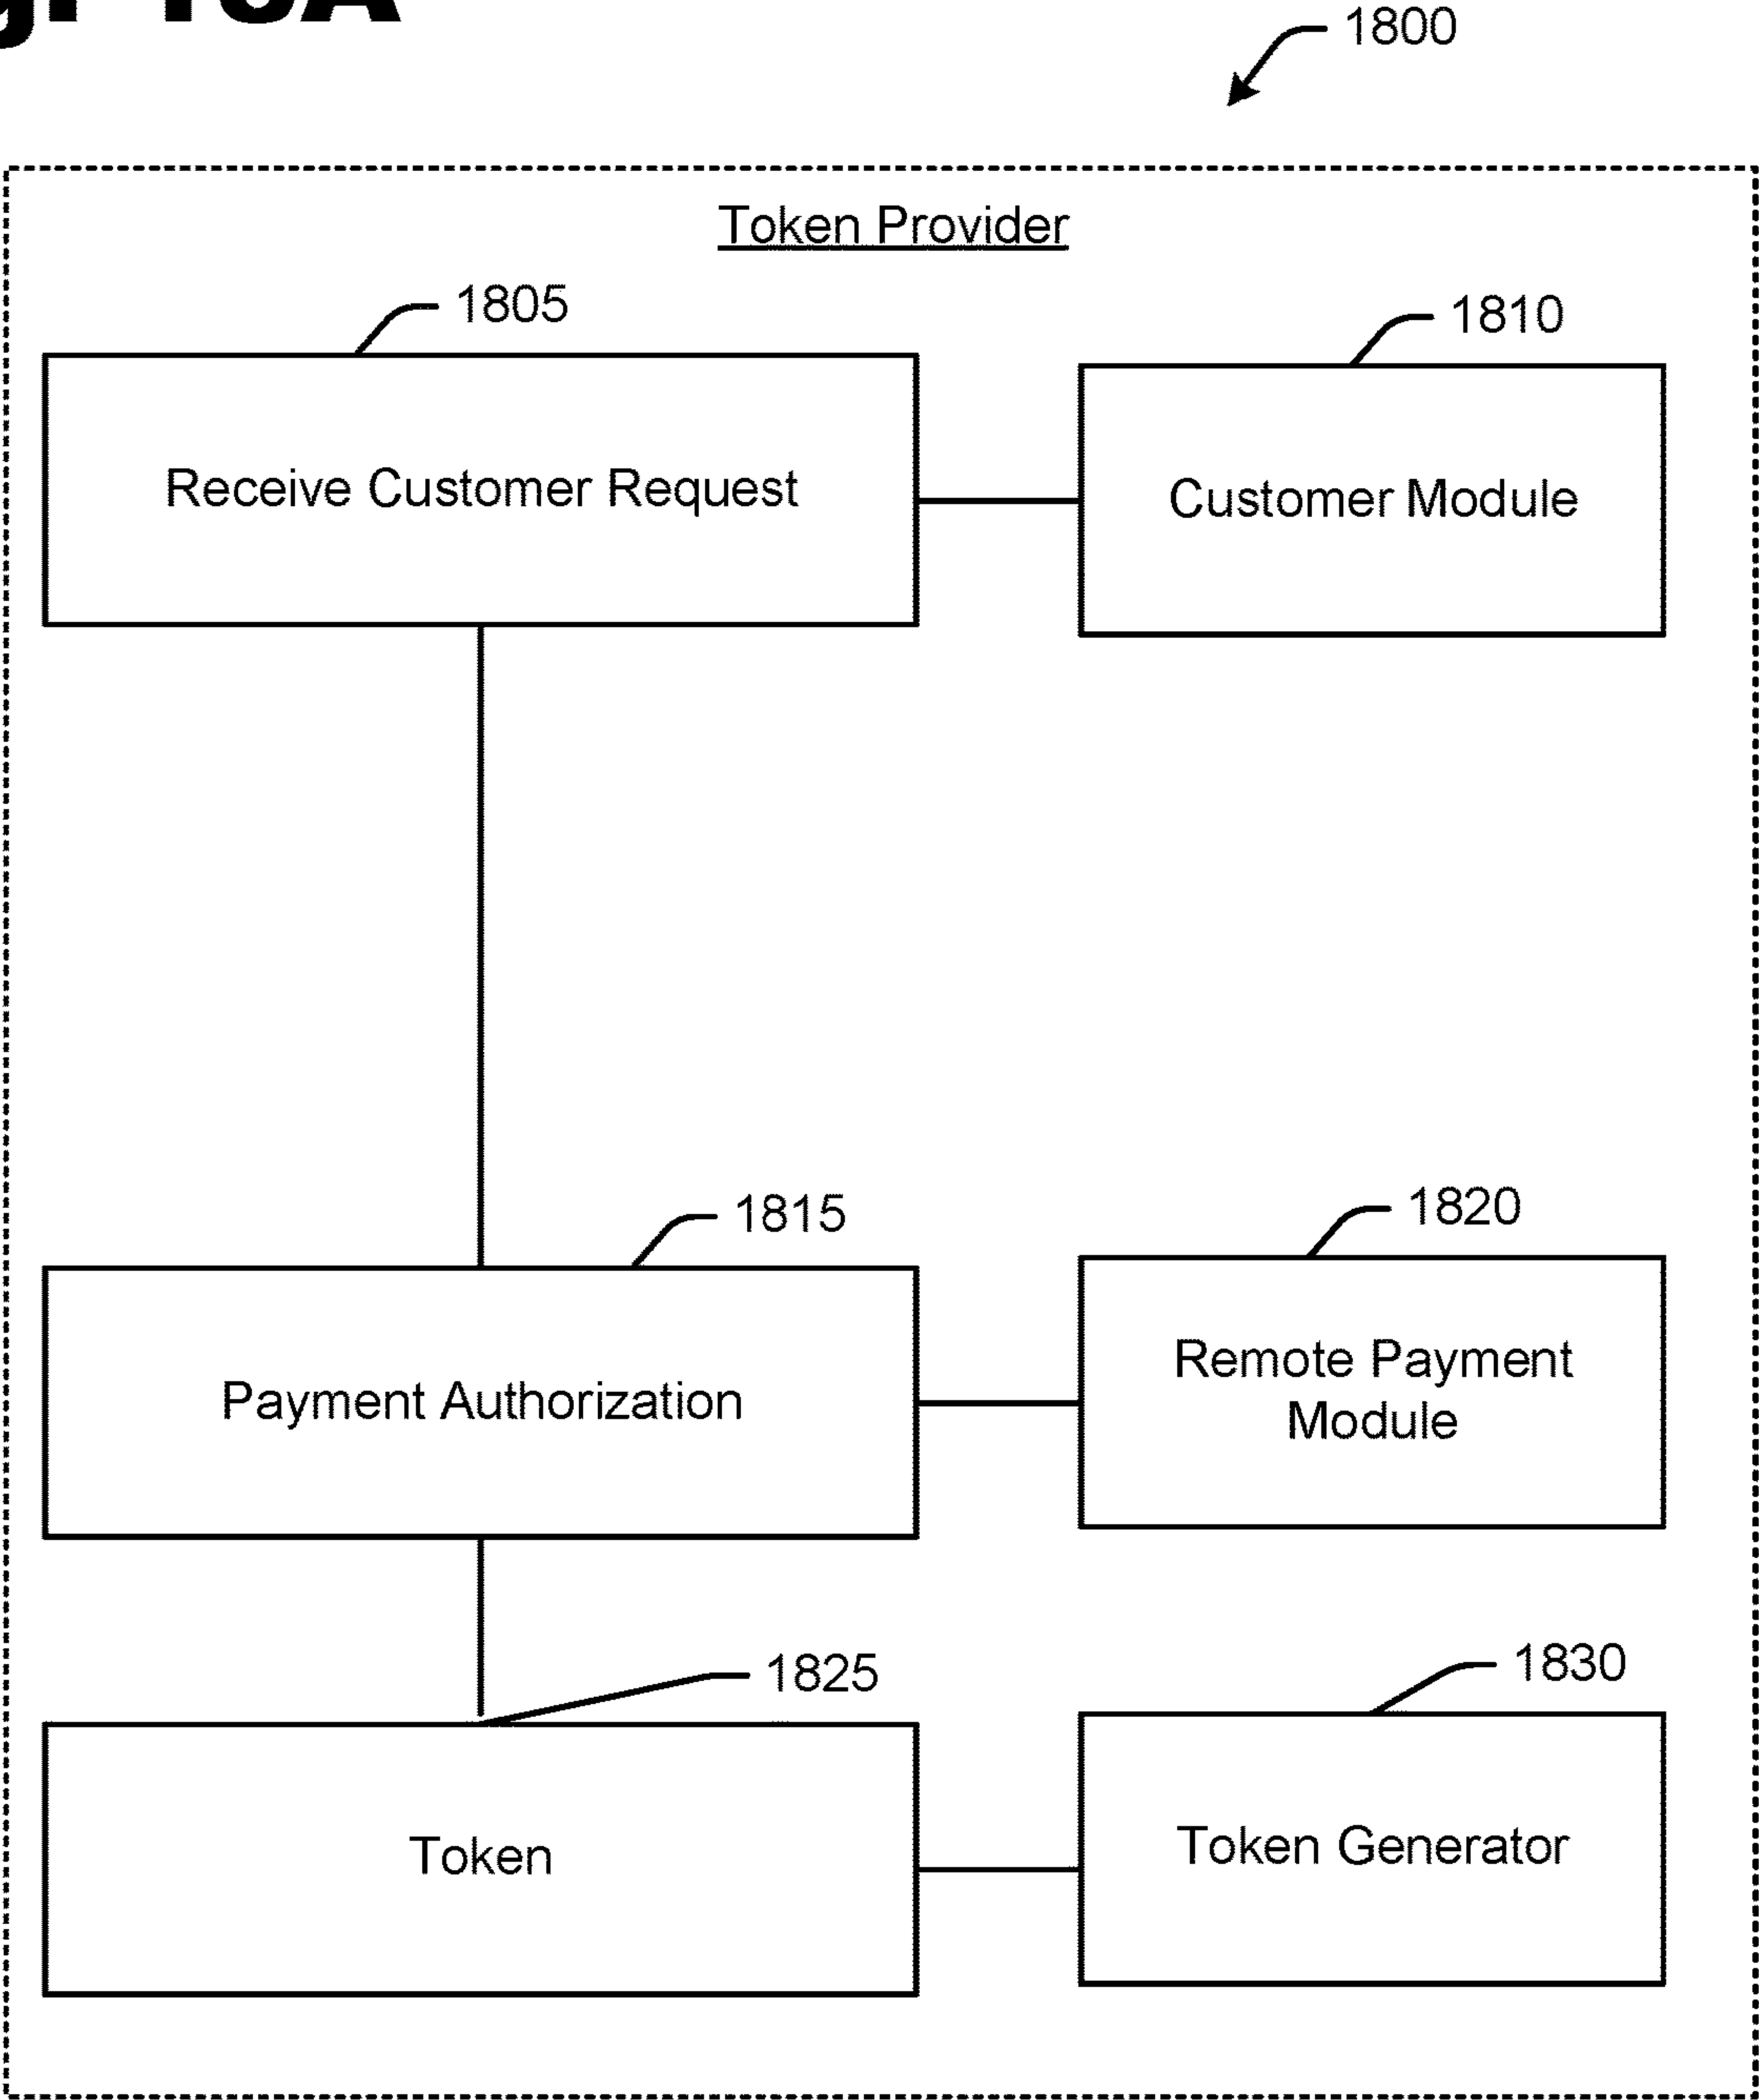 1800
Token Provider
1805
1810
Receive Customer Request
Customer Module
1815
1820
Payment Authorization
Remote Payment
Module
1825
1830
Token
Token Generator